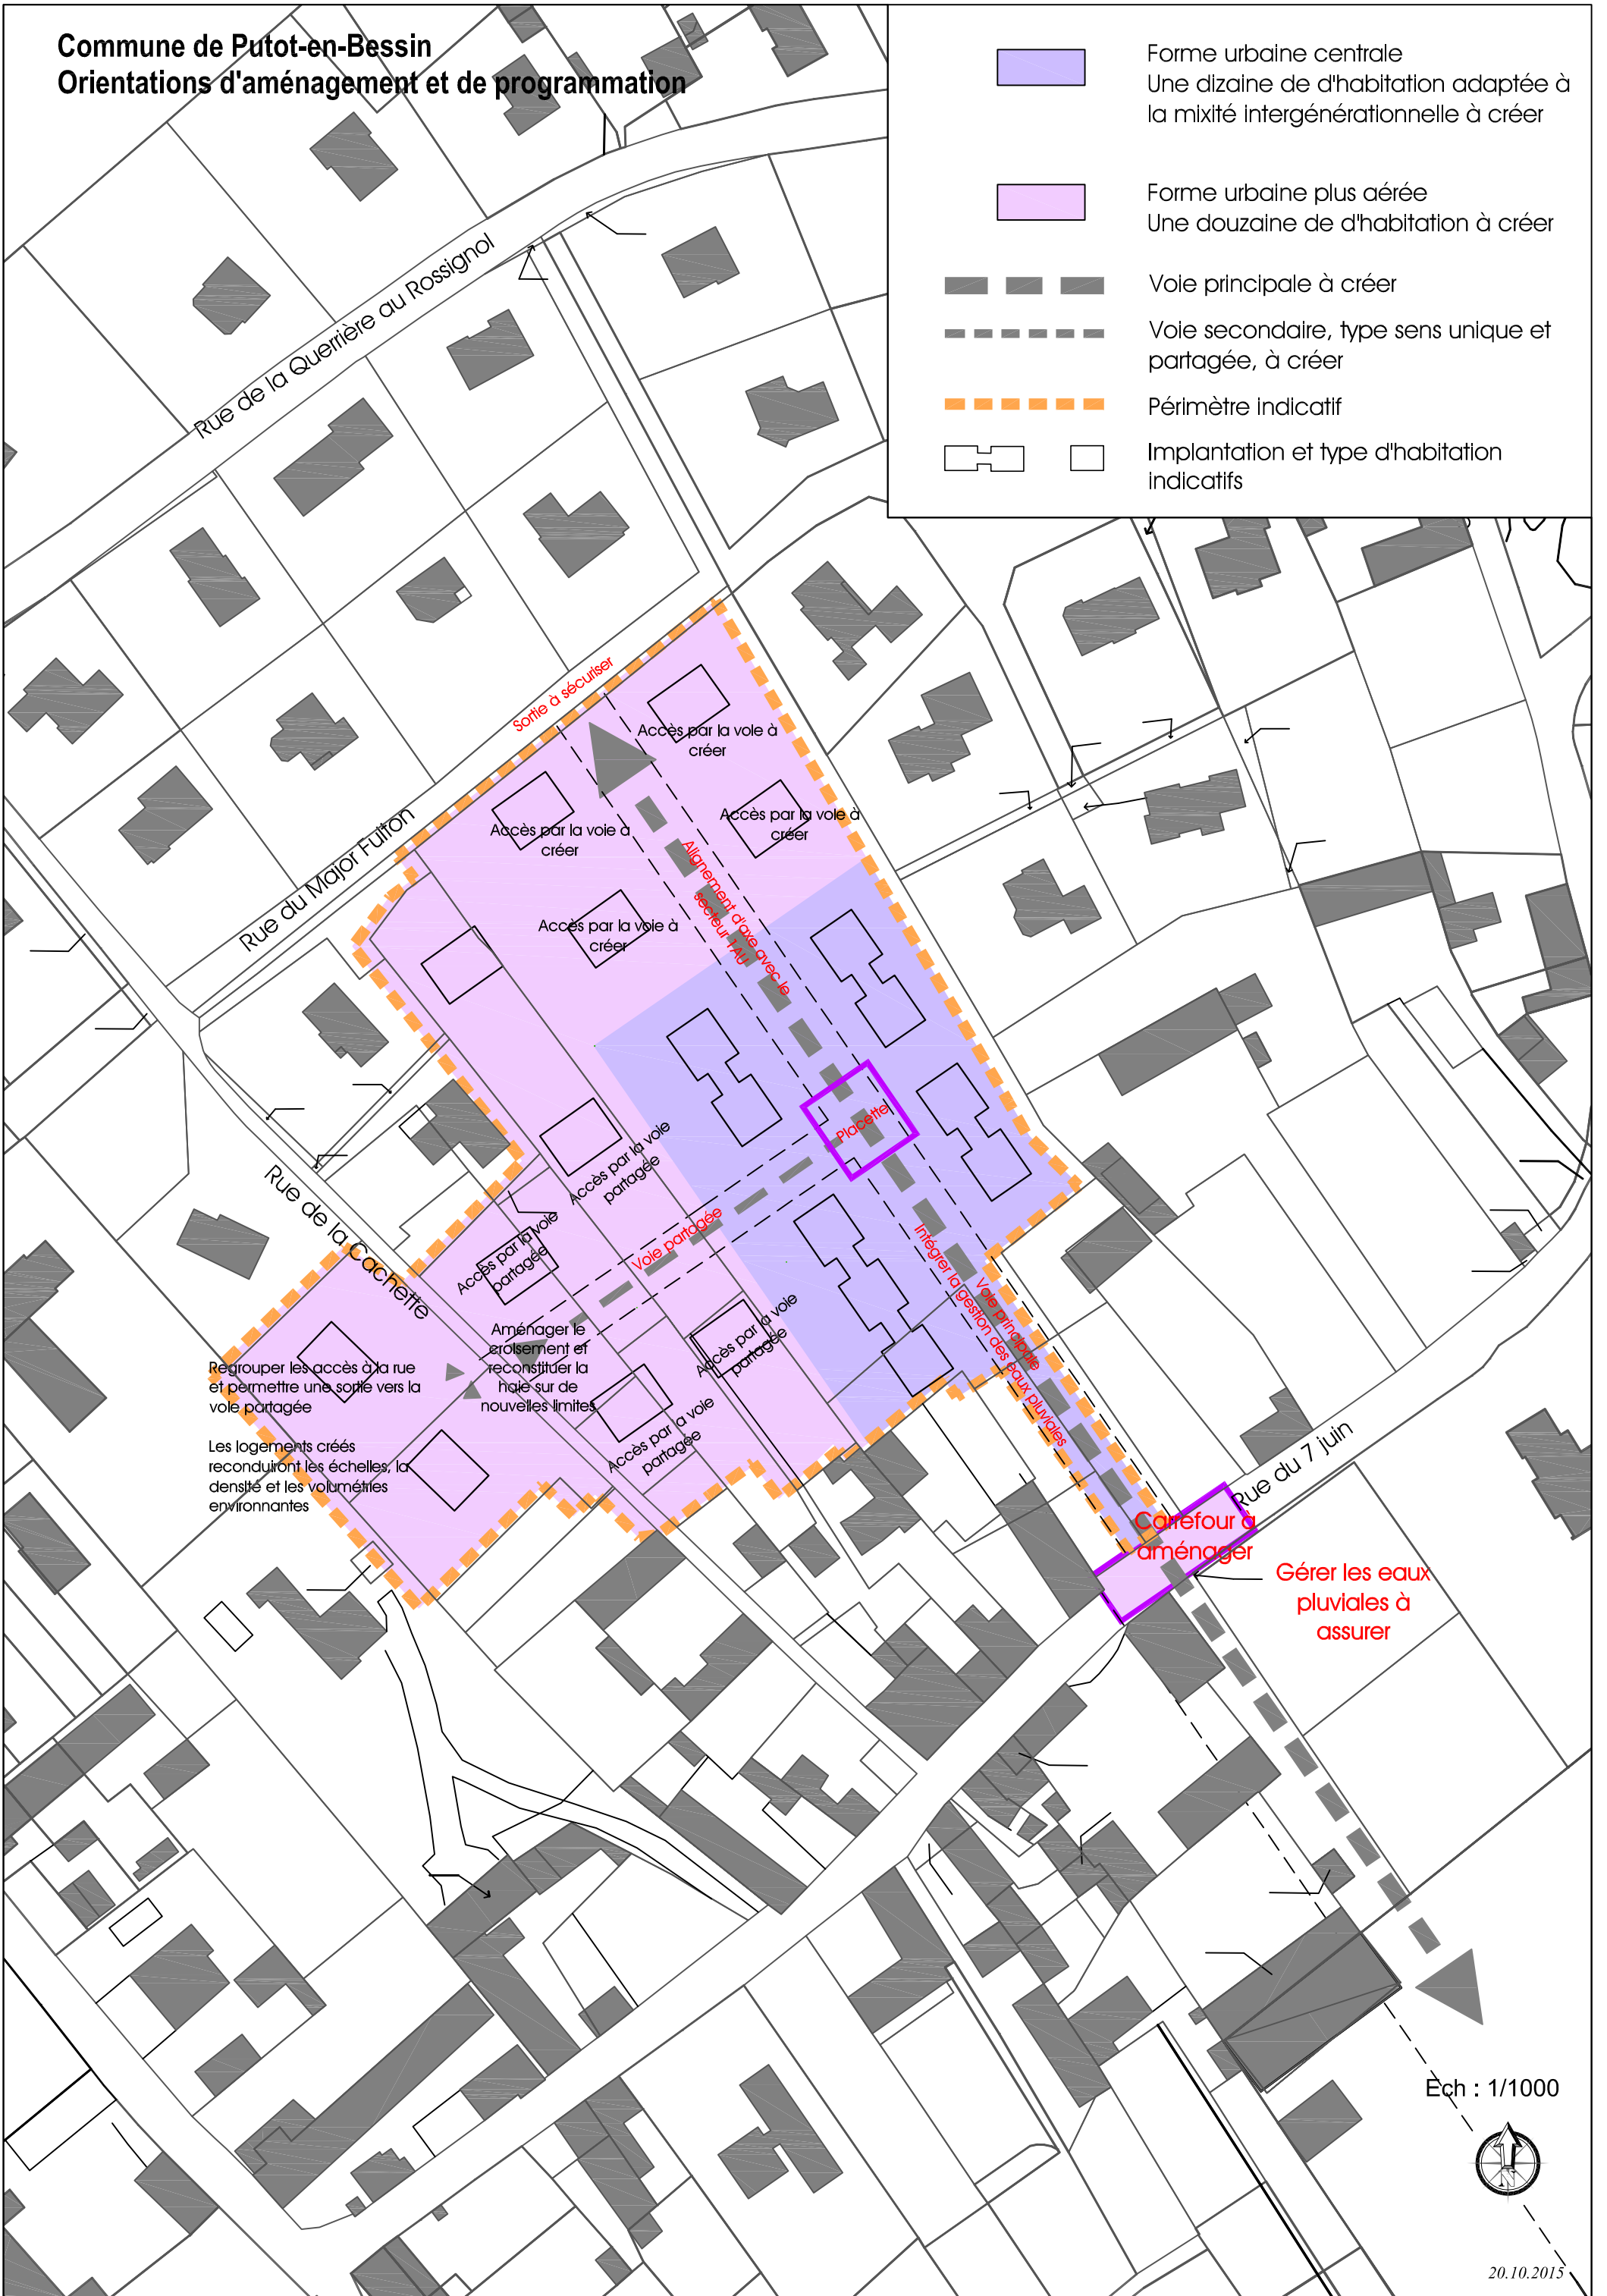 Commune de Putot-en-Bessin
Orientations d'aménagement et de programmation
Forme urbaine centrale
Une dizaine de d'habitation adaptée à
la mixité intergénérationnelle à créer
Forme urbaine plus aérée
Une douzaine de d'habitation à créer
Voie principale à créer
Voie secondaire, type sens unique et
partagée, à créer
Périmètre indicatif
Implantation et type d'habitation
indicatifs
Rue de la Querrière au Rossignol
Sortie à sécuriser
Accès par la voie à
créer
Accès par la voie à
créer
Accès par la voie à
créer
Rue du Major Fulton
Alignement d'axe avec le
secteur 1AU
Accès par la voie à
créer
Placette
Accès par la voie
partagée
Rue de la Cachette
Accès par la voie
partagée
Voie partagée
Intégrer la gestion des eaux pluviales
Voie principale
Accès par la voie
partagée
Aménager le
croisement et
reconstituer la
haie sur de
nouvelles limites
Regrouper les accès à la rue
et permettre une sortie vers la
voie partagée
Accès par la voie
partagée
Les logements créés
reconduiront les échelles, la
densité et les volumétries
environnantes
Rue du 7 juin
Carrefour à
aménager
Gérer les eaux
pluviales à
assurer
Ech : 1/1000
N
20.10.2015